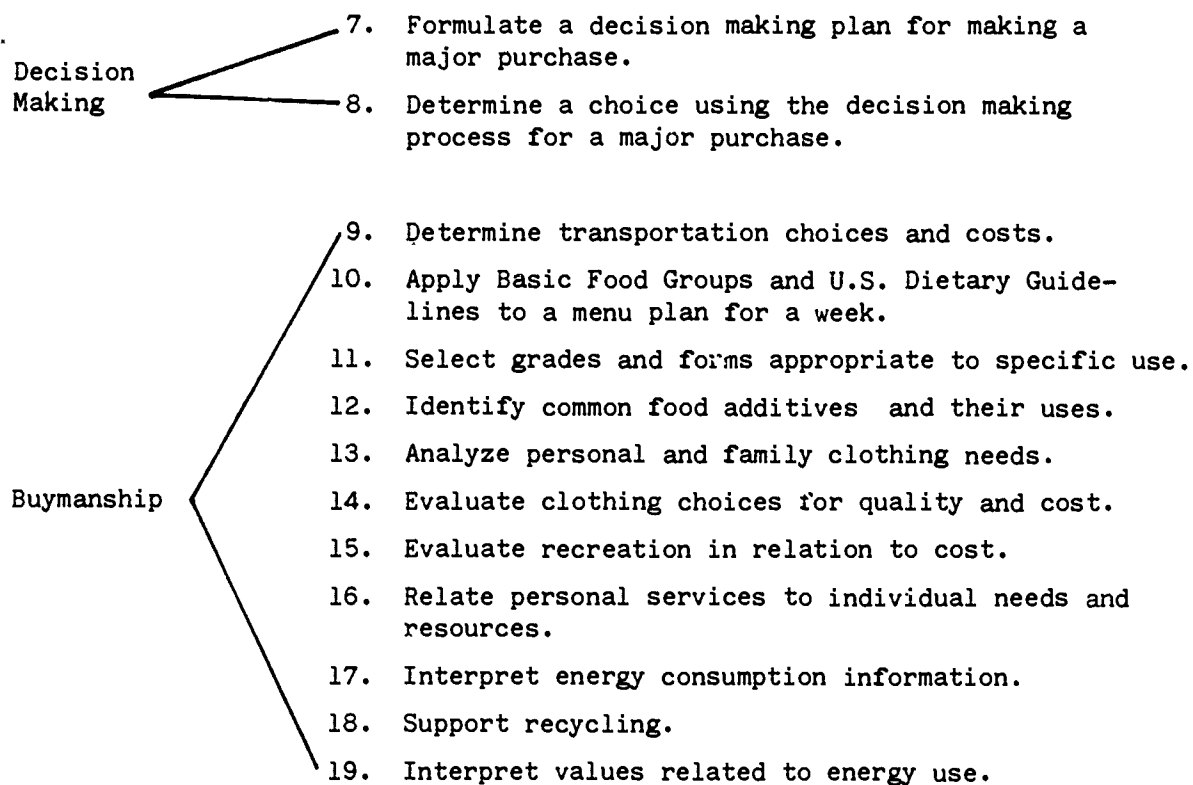 7. Formulate a decision making plan for making a
major purchase.
Decision
Making
8. Determine a choice using the decision making
process for a major purchase.
9. Determine transportation choices and costs.
10. Apply Basic Food Groups and U.S. Dietary Guide-
lines to a menu plan for a week.
11. Select grades and forms appropriate to specific use.
12. Identify common food additives and their uses.
13. Analyze personal and family clothing needs.
Buymanship
14. Evaluate clothing choices for quality and cost.
15. Evaluate recreation in relation to cost.
16. Relate personal services to individual needs and
resources.
17. Interpret energy consumption information.
18. Support recycling.
19. Interpret values related to energy use.